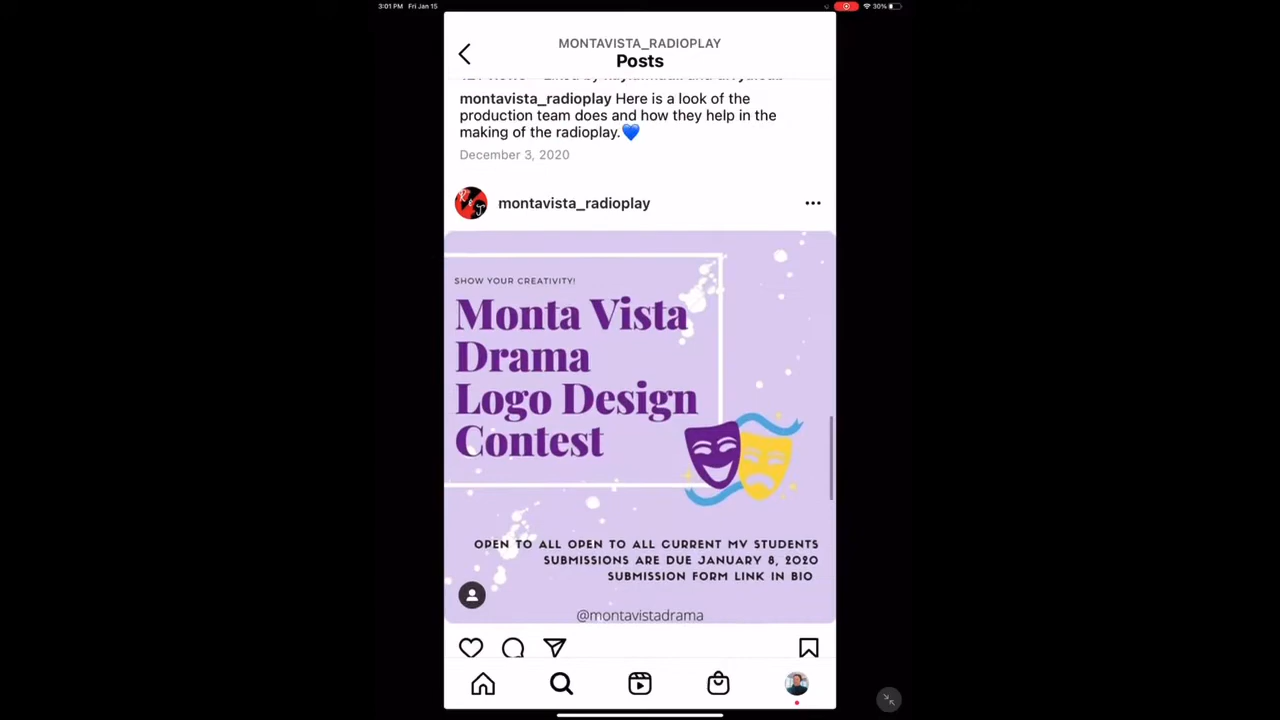 3:01 PM Fri Jan 15
30%
MONTAVISTA_RADIOPLAY
Posts
montavista_radioplay Here is a look of the
production team does and how they help in the
making of the radioplay.💙
December 3, 2020
montavista_radioplay
SHOW YOUR CREATIVITY!
Monta Vista
Drama
Logo Design
Contest
OPEN TO ALL OPEN TO ALL CURRENT MV STUDENTS
SUBMISSIONS ARE DUE JANUARY 8, 2020
SUBMISSION FORM LINK IN BIO
@montavistadrama